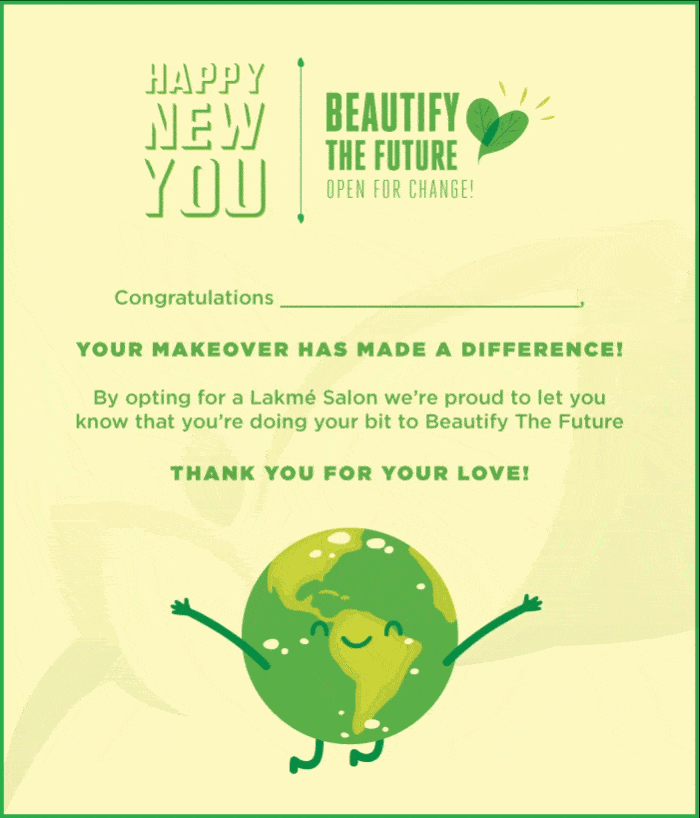 HAPPY
NEW
YOU
BEAUTIFY
THE FUTURE
OPEN FOR CHANGE!
Congratulations ______________________________,
YOUR MAKEOVER HAS MADE A DIFFERENCE!
By opting for a Lakmé Salon we're proud to let you
know that you're doing your bit to Beautify The Future
THANK YOU FOR YOUR LOVE!